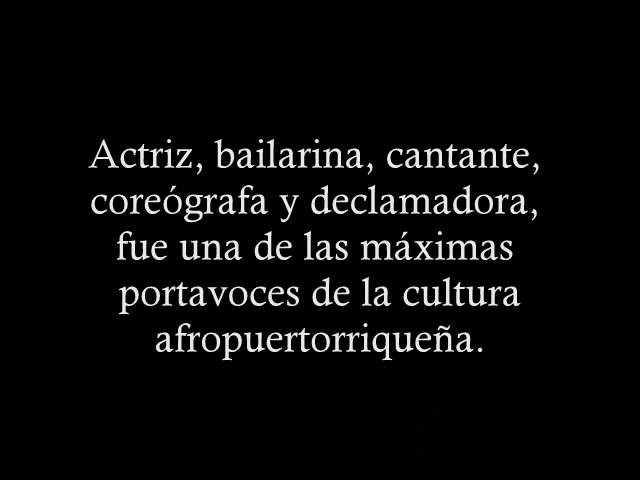 Actriz, bailarina, cantante,
coreógrafa y declamadora,
fue una de las máximas
portavoces de la cultura
afropuertorriqueña.